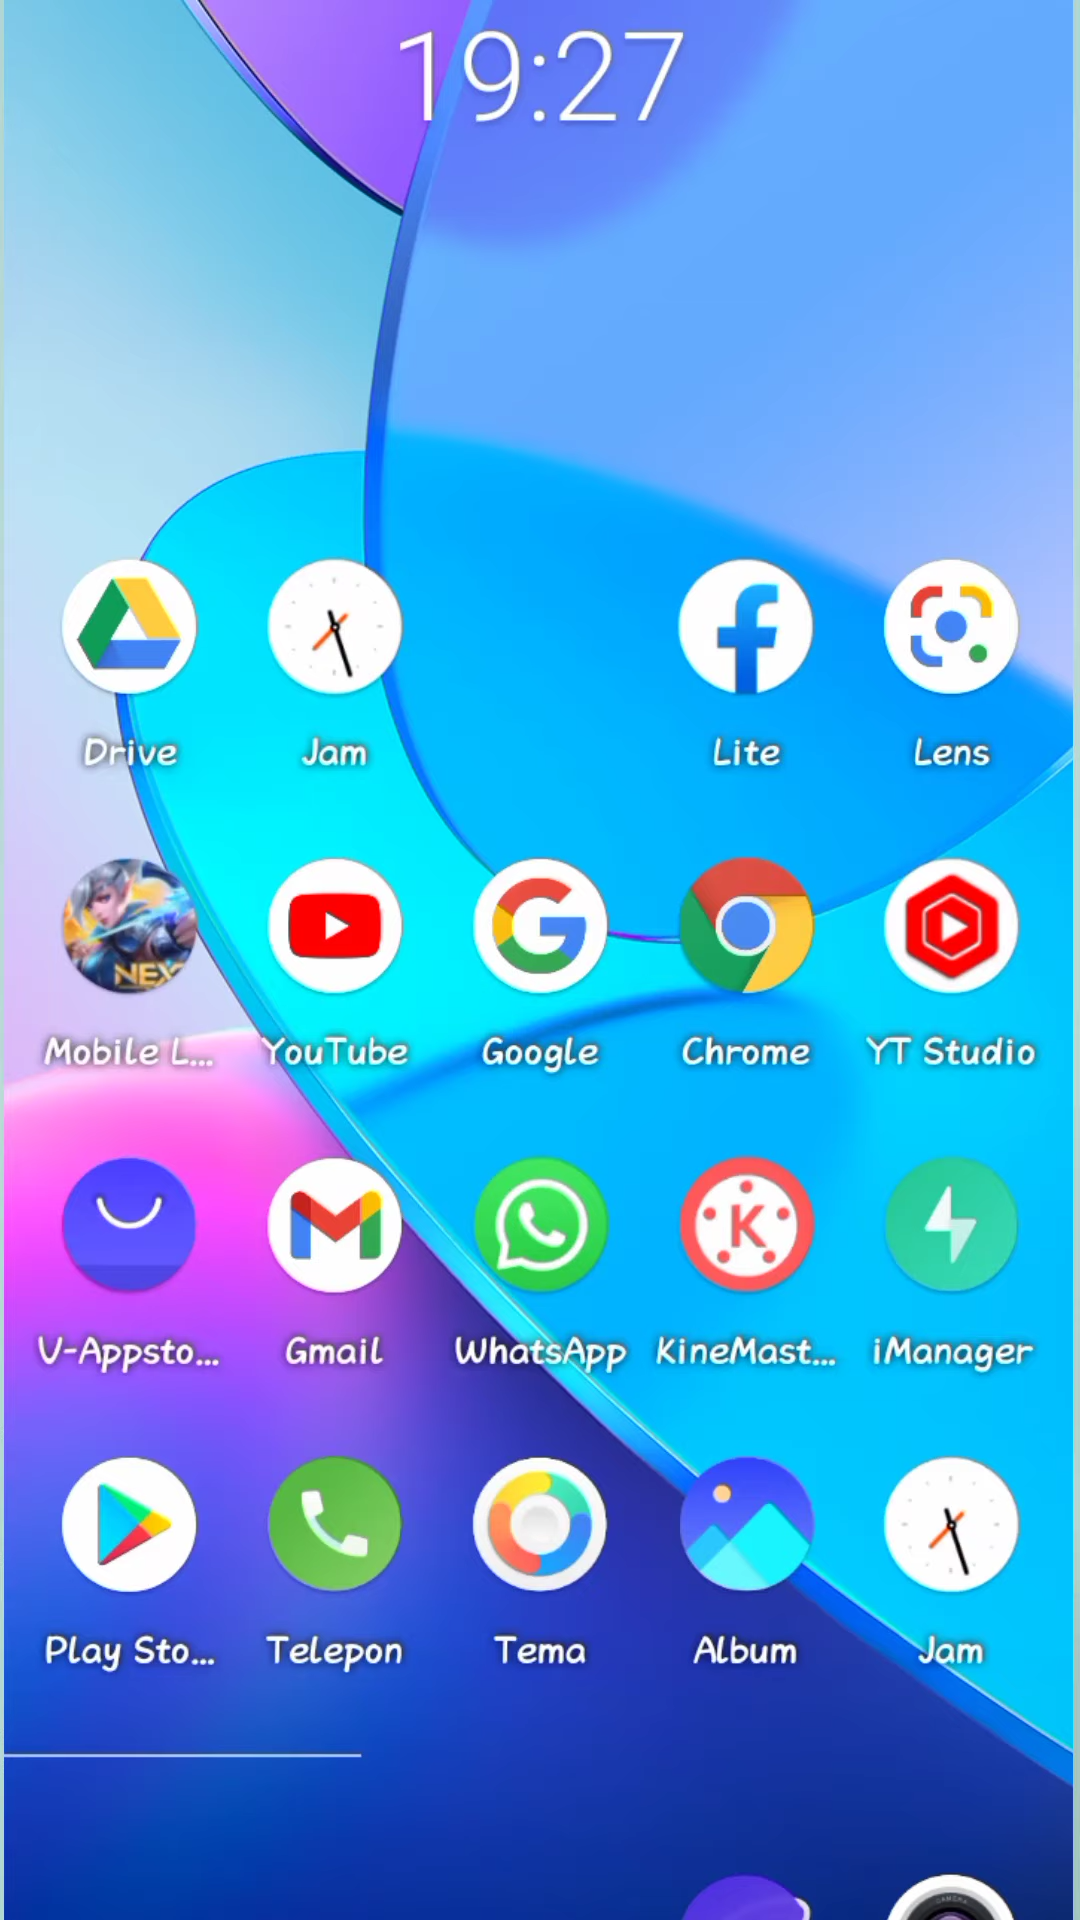 19:27
Drive Jam Lite Lens
NEX
Mobile L... YouTube Google Chrome YT Studio
K
V-Appsto... Gmail WhatsApp KineMast... iManager
Play Sto... Telepon Tema Album Jam